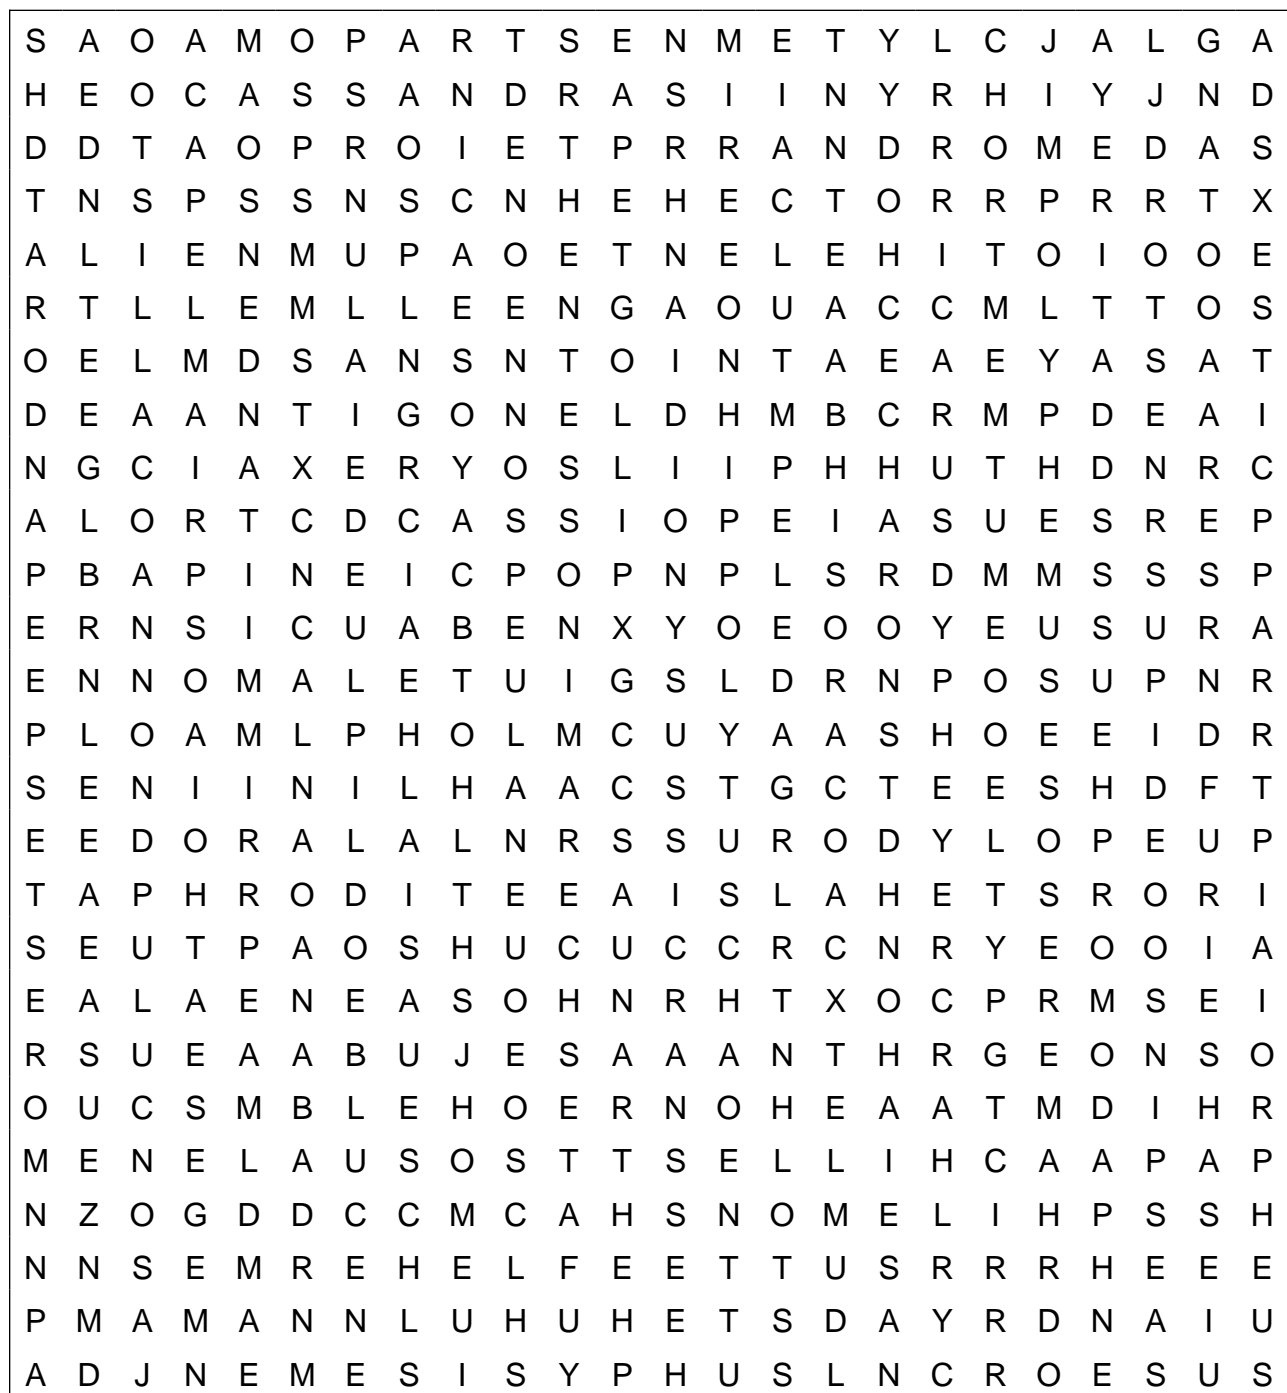 S A O A M O P A R T S E N M E T Y L C J A L G A
H E O C A S S A N D R A S I I N Y R H I Y J N D
D D T A O P R O I E T P R R A N D R O M E D A S
T N S P S S N S C N H E H E C T O R R P R R T X
A L I E N M U P A O E T N E L E H I T O I O O E
R T L L E M L L E E N G A O U A C C M L T T O S
O E L M D S A N S N T O I N T A E A E Y A S A T
D E A A N T I G O N E L D H M B C R M P D E A I
N G C I A X E R Y O S L I I P H H U T H D N R C
A L O R T C D C A S S I O P E I A S U E S R E P
P B A P I N E I C P O P N P L S R D M M S S S P
E R N S I C U A B E N X Y O E O O Y E U S U R A
E N N O M A L E T U I G S L D R N P O S U P N R
P L O A M L P H O L M C U Y A A S H O E E I D R
S E N I I N I L H A A C S T G C T E E S H D F T
E E D O R A L A L N R S S U R O D Y L O P E U P
T A P H R O D I T E E A I S L A H E T S R O R I
S E U T P A O S H U C U C C R C N R Y E O O I A
E A L A E N E A S O H N R H T X O C P R M S E I
R S U E A A B U J E S A A A N T H R G E O N S O
O U C S M B L E H O E R N O H E A A T M D I H R
M E N E L A U S O S T T S E L L I H C A A P A P
N Z O G D D C C M C A H S N O M E L I H P S S H
N N S E M R E H E L F E E T T U S R R R H E E E
P M A M A N N L U H U H E T S D A Y R D N A I U
A D J N E M E S I S Y P H U S L N C R O E S U S